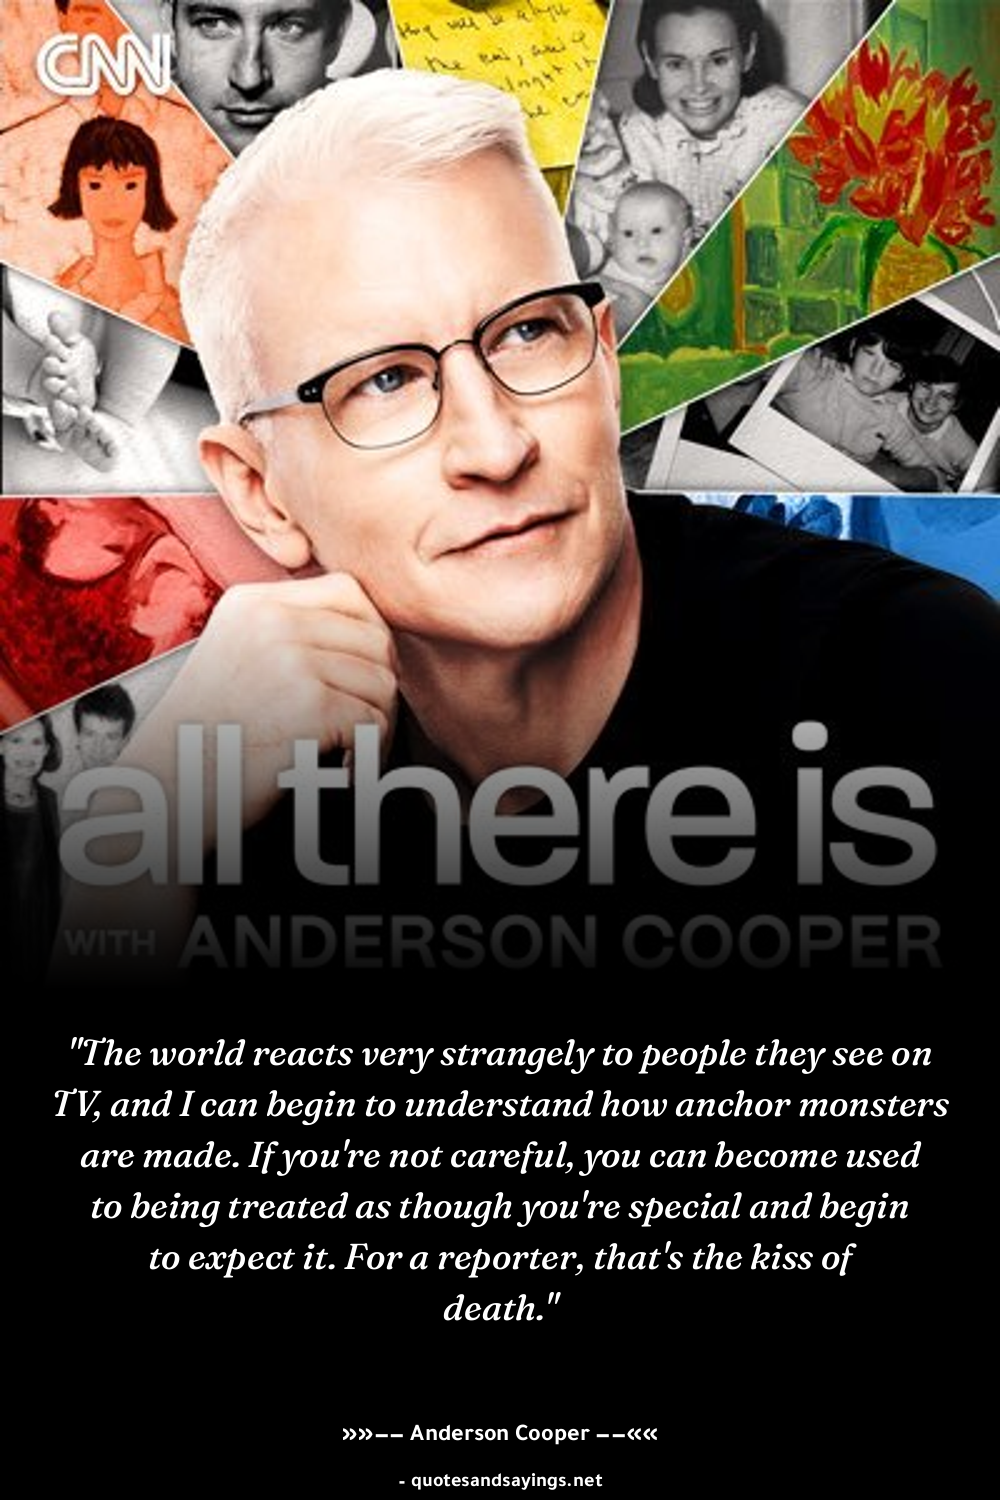 CNN
all there is
WITH ANDERSON COOPER
"The world reacts very strangely to people they see on
TV, and I can begin to understand how anchor monsters
are made. If you're not careful, you can become used
to being treated as though you're special and begin
to expect it. For a reporter, that's the kiss of
death."
»»–– Anderson Cooper ––««
- quotesandsayings.net